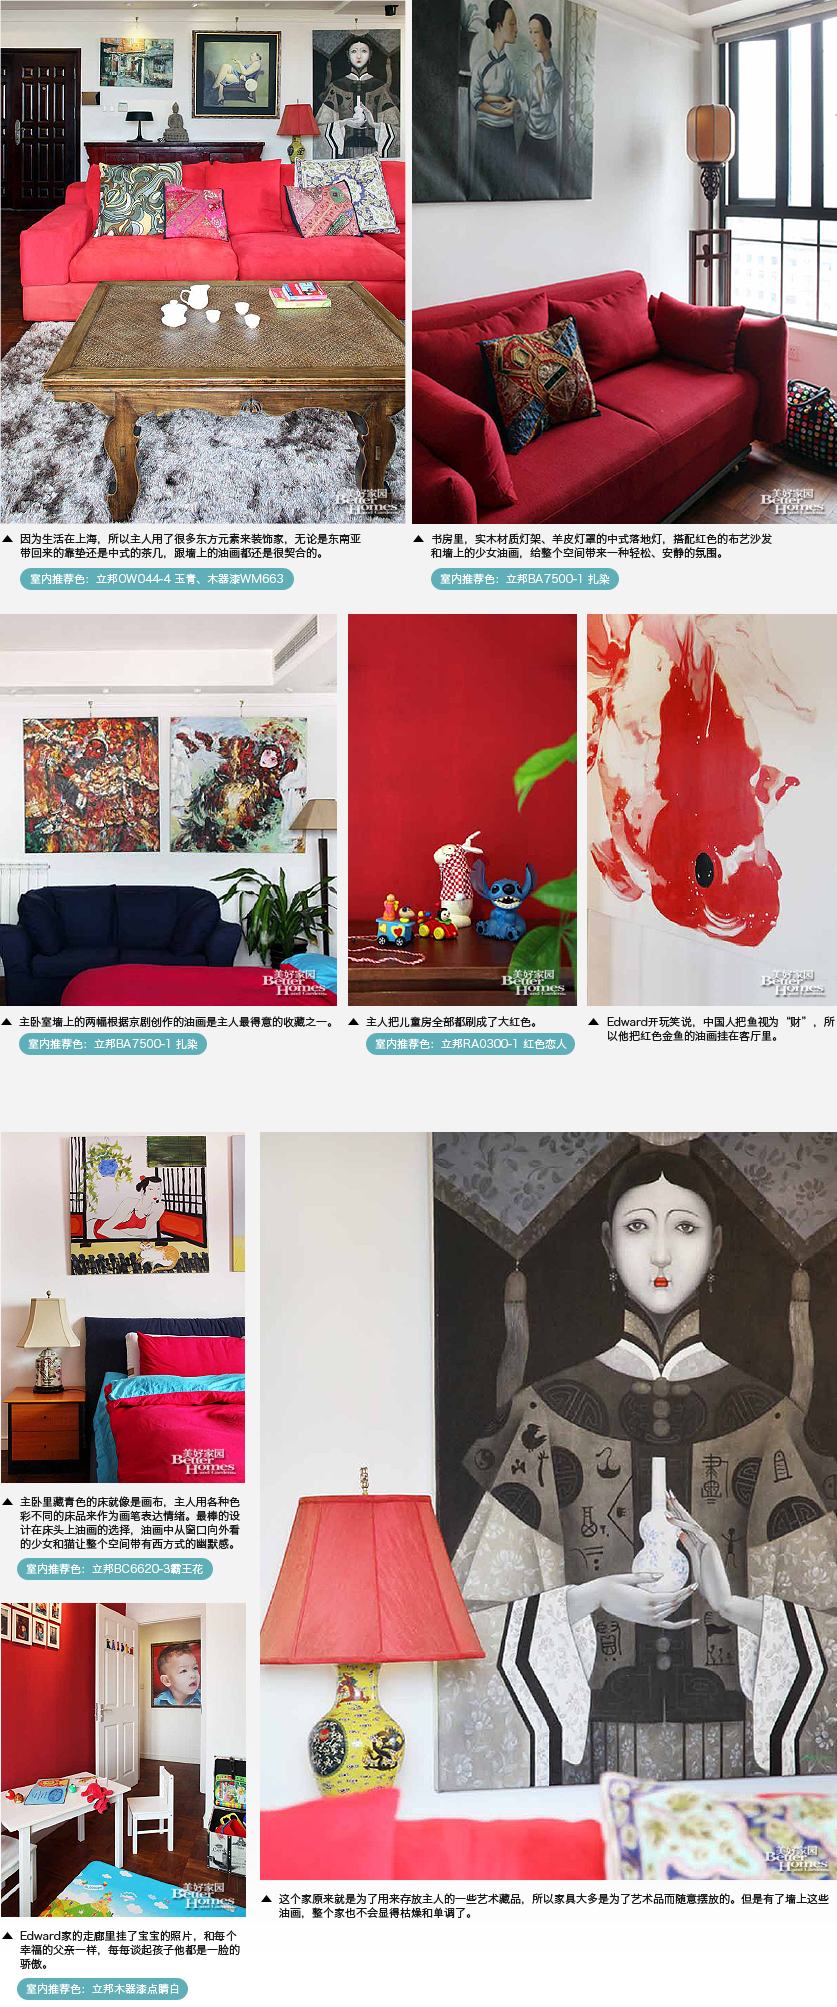 美好家园
Better
Homes
and Gardens
美好家园
Better
Homes
and Gardens
因为生活在上海，所以主人用了很多东方元素来装饰家，无论是东南亚
带回来的靠垫还是中式的茶几，跟墙上的油画都还是很契合的。
室内推荐色：立邦OW044-4 玉青、木器漆WM663
书房里，实木材质灯架、羊皮灯罩的中式落地灯，搭配红色的布艺沙发
和墙上的少女油画，给整个空间带来一种轻松、安静的氛围。
室内推荐色：立邦BA7500-1 扎染
美好家园
Better
Homes
and Gardens
美好家园
Better
Homes
and Gardens
美好家园
Better
Homes
and Gardens
主卧室墙上的两幅根据京剧创作的油画是主人最得意的收藏之一。
室内推荐色：立邦BA7500-1 扎染
主人把儿童房全部都刷成了大红色。
室内推荐色：立邦RA0300-1 红色恋人
Edward开玩笑说，中国人把鱼视为“财”，所
以他把红色金鱼的油画挂在客厅里。
美好家园
Better
Homes
and Gardens
主卧里藏青色的床就像是画布，主人用各种色
彩不同的床品来作为画笔表达情绪。最棒的设
计在床头上油画的选择，油画中从窗口向外看
的少女和猫让整个空间带有西方式的幽默感。
室内推荐色：立邦BC6620-3霸王花
美好家园
Better
Homes
and Gardens
Edward家的走廊里挂了宝宝的照片，和每个
幸福的父亲一样，每每谈起孩子他都是一脸的
骄傲。
室内推荐色：立邦木器漆点睛白
美好家园
Better
Homes
and Gardens
这个家原来就是为了用来存放主人的一些艺术藏品，所以家具大多是为了艺术品而随意摆放的。但是有了墙上这些
油画，整个家也不会显得枯燥和单调了。